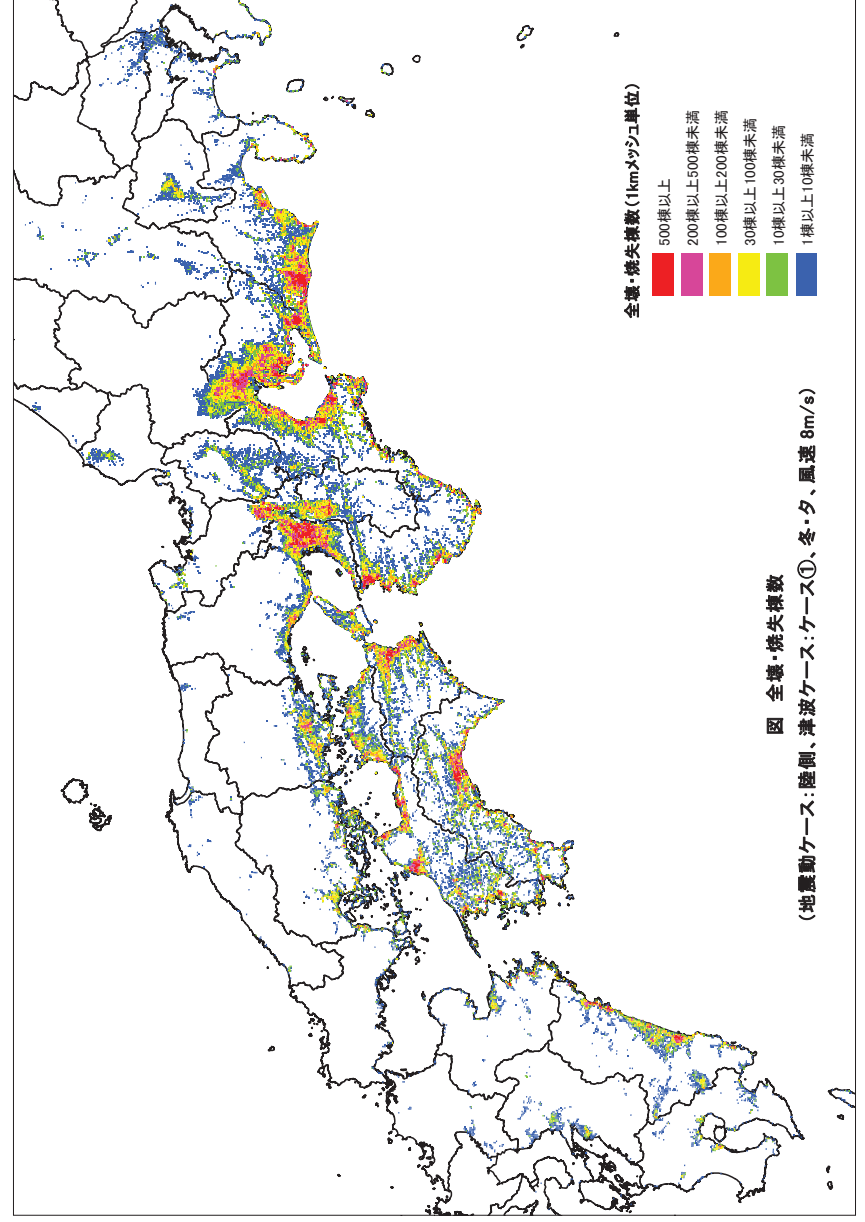 全壊・焼失棟数(1kmメッシュ単位)
500棟以上
200棟以上500棟未満
100棟以上200棟未満
30棟以上100棟未満
10棟以上30棟未満
1棟以上10棟未満
図 全壊・焼失棟数
(地震動ケース:陸側、津波ケース:ケース①、冬・夕、風速 8m/s)